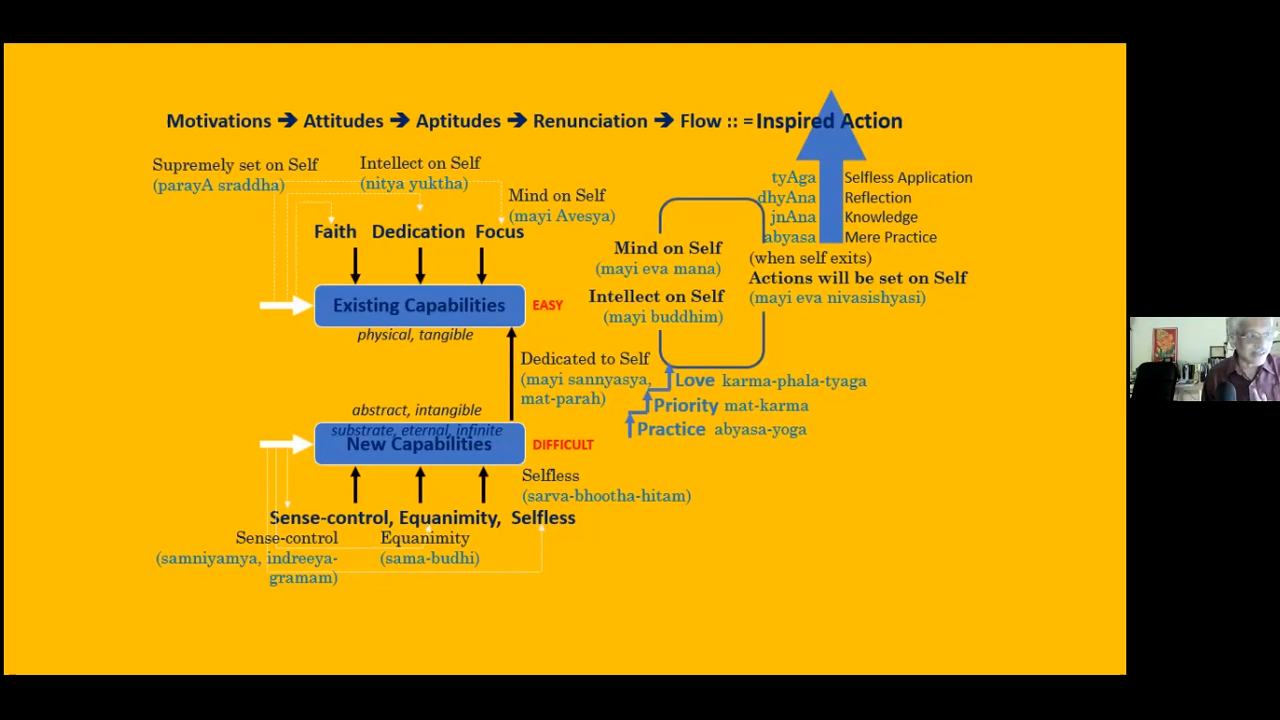 Motivations → Attitudes → Aptitudes → Renunciation → Flow :: = Inspired Action
Supremely set on Self
(parayA sraddha)
Intellect on Self
(nitya yuktha)
Mind on Self
(mayi Avesya)
Faith Dedication Focus
Existing Capabilities
EASY
physical, tangible
Dedicated to Self
(mayi sannyasya,
mat-parah)
abstract, intangible
substrate, eternal, infinite
New Capabilities
DIFFICULT
Selfless
(sarva-bhootha-hitam)
Sense-control, Equanimity, Selfless
Sense-control
(samniyamya, indreeya-
gramam)
Equanimity
(sama-budhi)
Mind on Self
(mayi eva mana)
Intellect on Self
(mayi buddhim)
tyAga Selfless Application
dhyAna Reflection
jnAna Knowledge
abyasa Mere Practice
(when self exits)
Actions will be set on Self
(mayi eva nivasishyasi)
Love karma-phala-tyaga
Priority mat-karma
Practice abyasa-yoga